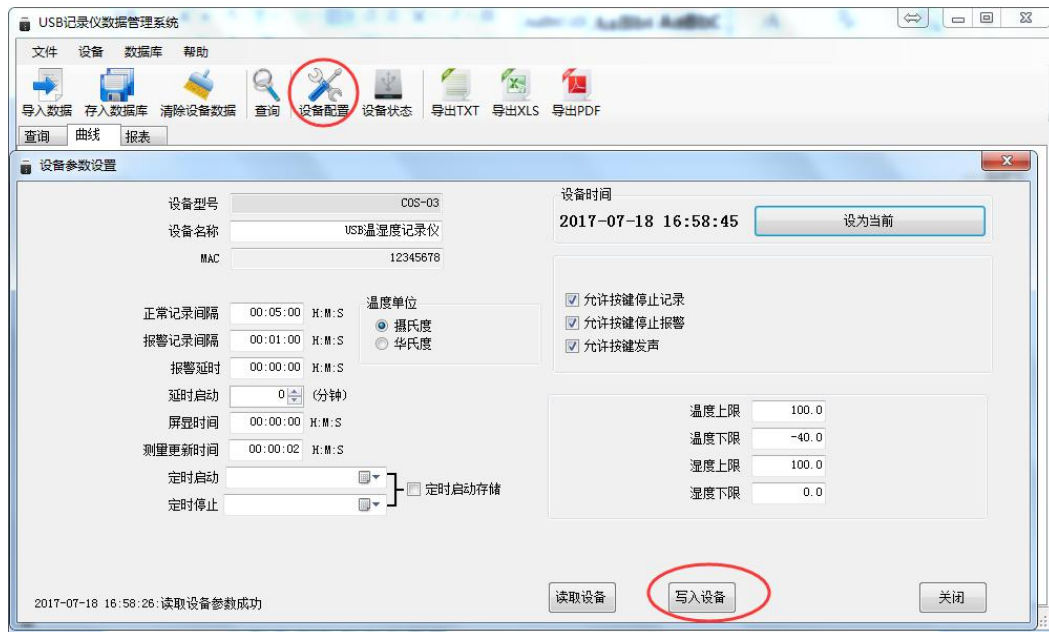 USB记录仪数据管理系统
文件 设备 数据库 帮助
导入数据 存入数据库 清除设备数据 查询 设备配置 设备状态 导出TXT 导出XLS 导出PDF
查询 曲线 报表
设备参数设置
设备型号 COS-03
设备名称 USB温湿度记录仪
MAC 12345678
正常记录间隔 00:05:00 H:M:S
报警记录间隔 00:01:00 H:M:S
报警延时 00:00:00 H:M:S
延时启动 0 (分钟)
屏显时间 00:00:00 H:M:S
测量更新时间 00:00:02 H:M:S
定时启动
定时停止
定时启动存储
温度单位
摄氏度
华氏度
设备时间
2017-07-18 16:58:45 设为当前
允许按键停止记录
允许按键停止报警
允许按键发声
温度上限 100.0
温度下限 -40.0
湿度上限 100.0
湿度下限 0.0
2017-07-18 16:58:26:读取设备参数成功
读取设备 写入设备 关闭